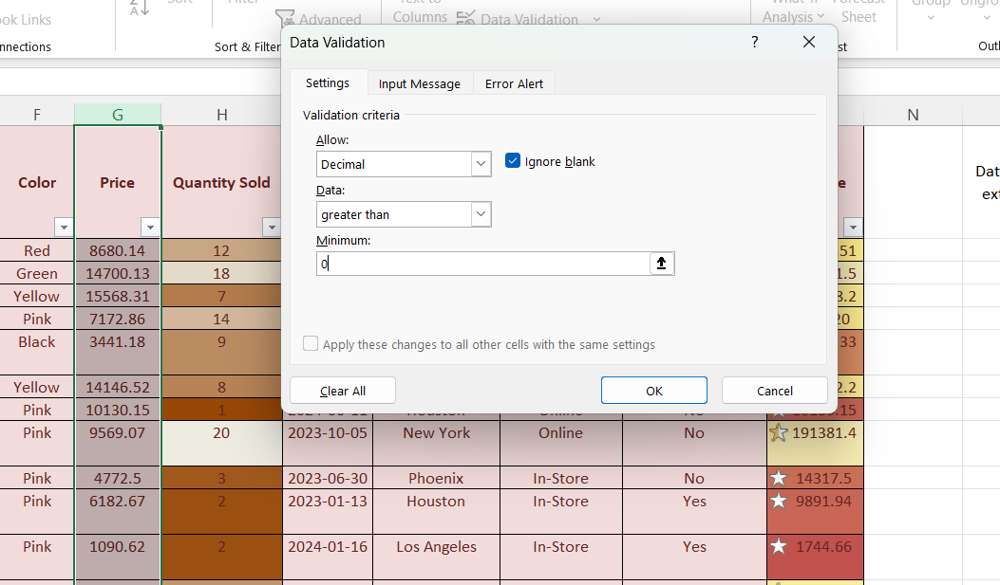 ook Links
Z
A
Sort
Filter
Advanced
Text to
Columns
Data Validation
What-If
Analysis
Forecast
Sheet
Group
Ungro
nnections
Sort & Filter
st
Outl
Data Validation
?
Settings
Input Message
Error Alert
Validation criteria
Allow:
Decimal
Ignore blank
Data:
greater than
Minimum:
0
Apply these changes to all other cells with the same settings
Clear All
OK
Cancel
F G H N
Color Price Quantity Sold e Dat
ext
Red 8680.14 12 51
Green 14700.13 18 1.5
Yellow 15568.31 7 3.2
Pink 7172.86 14 20
Black 3441.18 9 33
Yellow 14146.52 8 2.2
Pink 10130.15 1 2024-06-11 Houston Online No 15
Pink 9569.07 20 2023-10-05 New York Online No 191381.4
Pink 4772.5 3 2023-06-30 Phoenix In-Store No 14317.5
Pink 6182.67 2 2023-01-13 Houston In-Store Yes 9891.94
Pink 1090.62 2 2024-01-16 Los Angeles In-Store Yes 1744.66